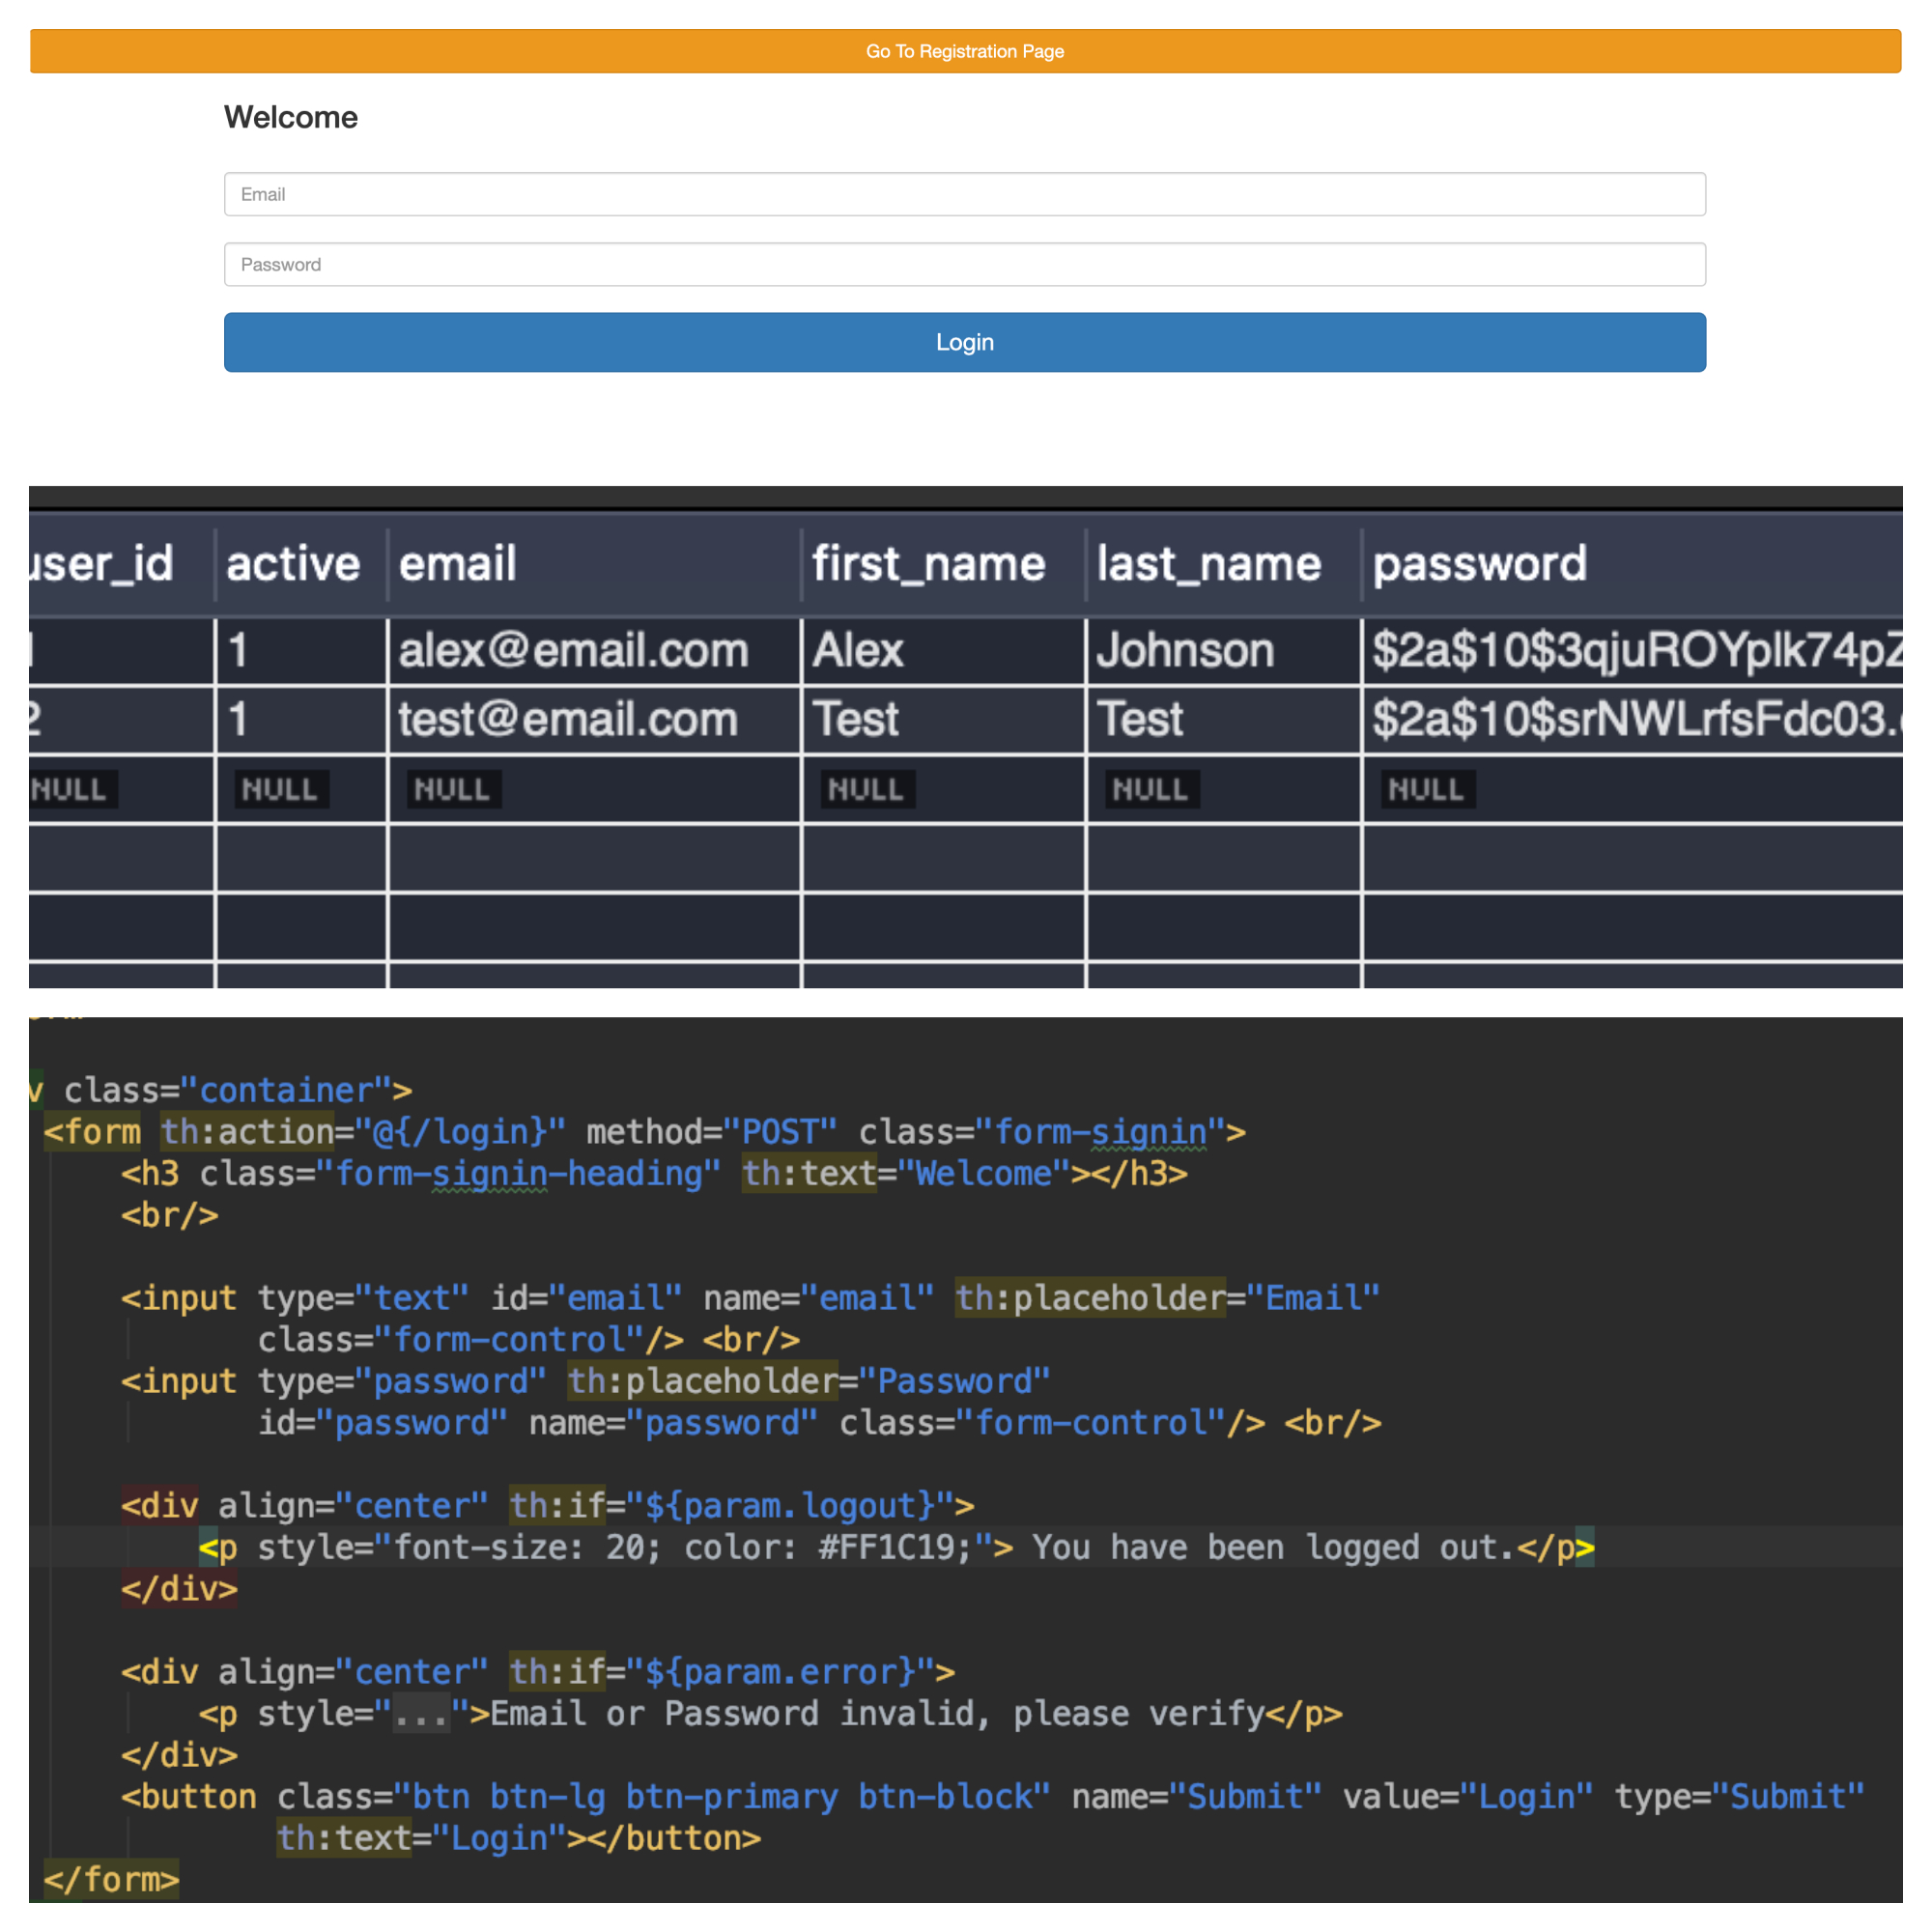 Go To Registration Page
Welcome
Email
Password
Login
user_id active email first_name last_name password
1 1 alex@email.com Alex Johnson $2a$10$3qjuROYplk74pZ
2 1 test@email.com Test Test $2a$10$srNWLrfsFdc03.
NULL NULL NULL NULL NULL NULL
v class="container">
<form th:action="@{/login}" method="POST" class="form-signin">
<h3 class="form-signin-heading" th:text="Welcome"></h3>
<br/>
<input type="text" id="email" name="email" th:placeholder="Email"
class="form-control"/> <br/>
<input type="password" th:placeholder="Password"
id="password" name="password" class="form-control"/> <br/>
<div align="center" th:if="${param.logout}">
<p style="font-size: 20; color: #FF1C19;"> You have been logged out.</p>
</div>
<div align="center" th:if="${param.error}">
<p style="...">Email or Password invalid, please verify</p>
</div>
<button class="btn btn-lg btn-primary btn-block" name="Submit" value="Login" type="Submit"
th:text="Login"></button>
</form>